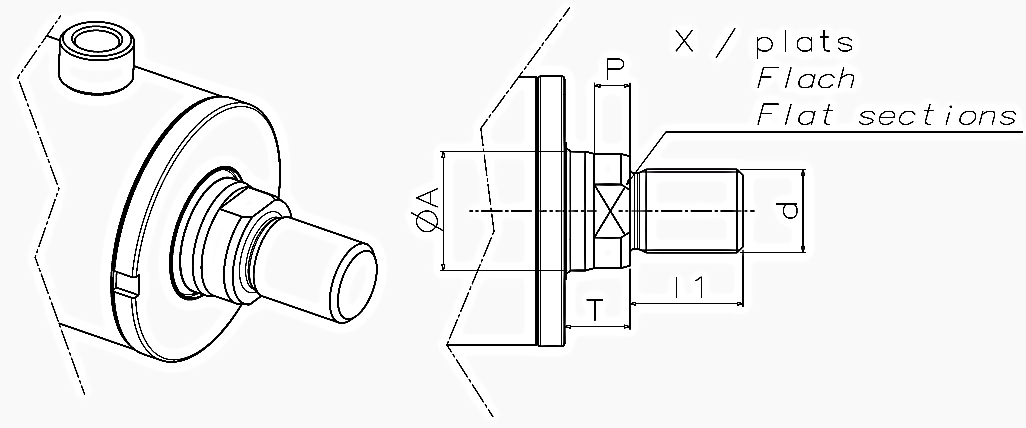 X / plats
Flach
Flat sections
P
ØA
d
l1
T